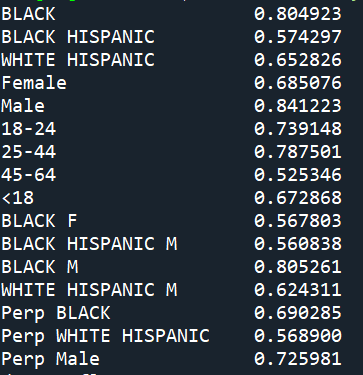 BLACK 0.804923
BLACK HISPANIC 0.574297
WHITE HISPANIC 0.652826
Female 0.685076
Male 0.841223
18-24 0.739148
25-44 0.787501
45-64 0.525346
<18 0.672868
BLACK F 0.567803
BLACK HISPANIC M 0.560838
BLACK M 0.805261
WHITE HISPANIC M 0.624311
Perp BLACK 0.690285
Perp WHITE HISPANIC 0.568900
Perp Male 0.725981